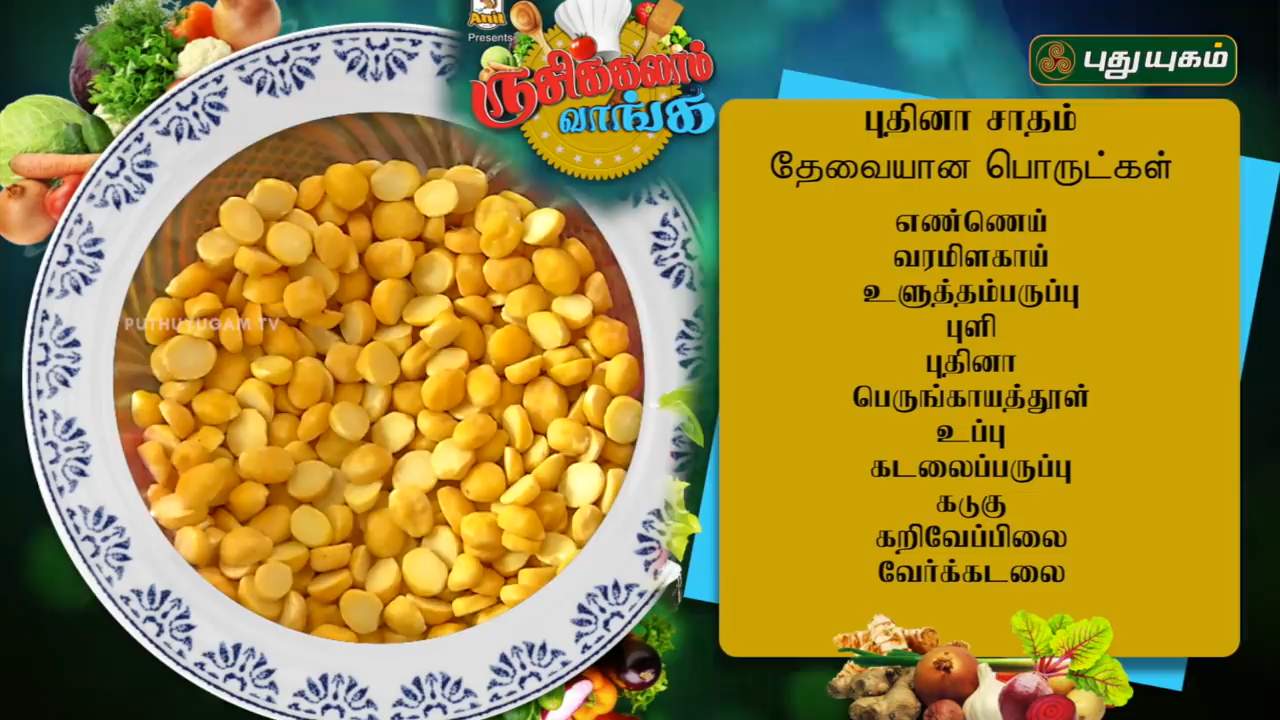 Anil
Presents
ருசிக்கலாம்
வாங்க
புதுயுகம்
புதினா சாதம்
தேவையான பொருட்கள்
எண்ணெய்
வரமிளகாய்
உளுத்தம்பருப்பு
புளி
புதினா
பெருங்காயத்தூள்
உப்பு
கடலைப்பருப்பு
கடுகு
கறிவேப்பிலை
வேர்க்கடலை
PUTHUYUGAM TV